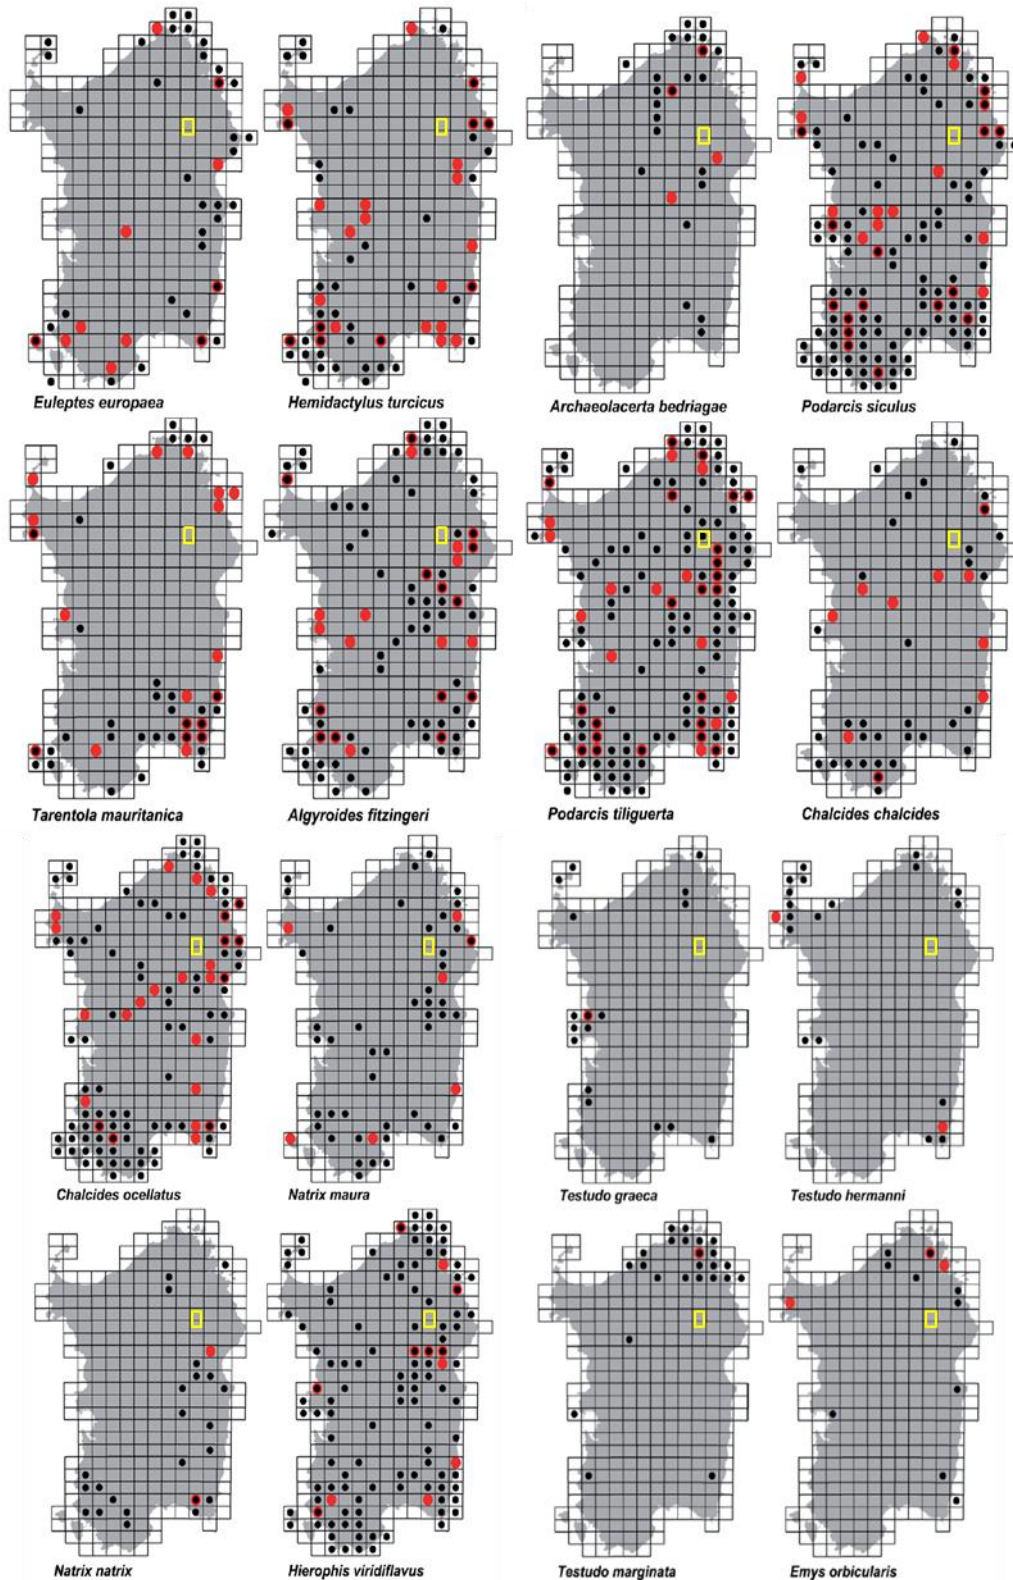 Euleptes europaea
Hemidactylus turcicus
Archaeolacerta bedriagae
Podarcis siculus
Tarentola mauritanica
Algyroides fitzingeri
Podarcis tiliguerta
Chalcides chalcides
Chalcides ocellatus
Natrix maura
Testudo graeca
Testudo hermanni
Natrix natrix
Hierophis viridiflavus
Testudo marginata
Emys orbicularis